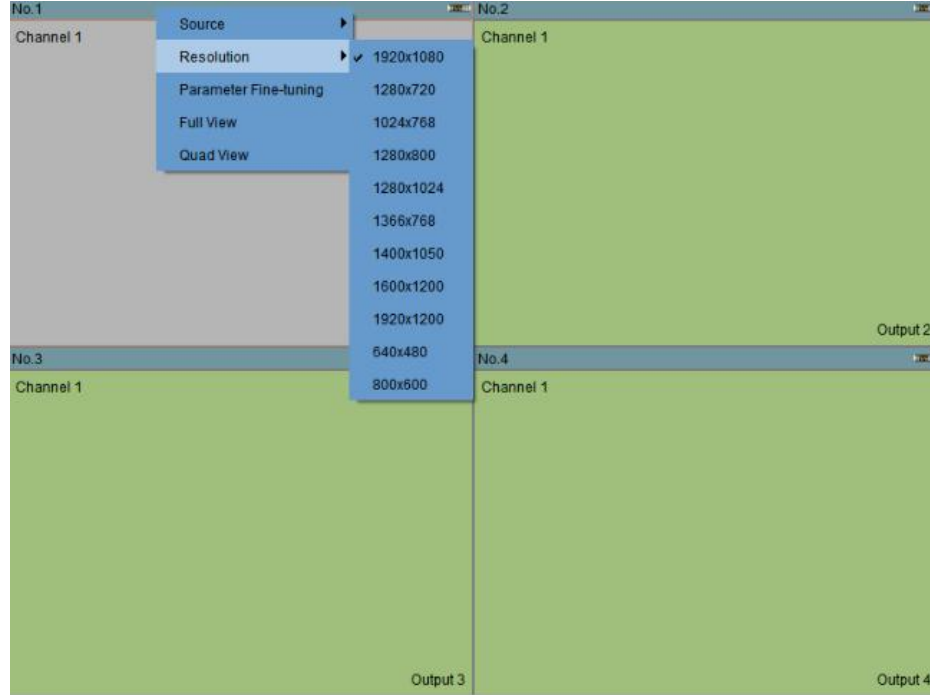 No.1
No.2
Channel 1
Channel 1
Source
Resolution
Parameter Fine-tuning
Full View
Quad View
1920x1080
1280x720
1024x768
1280x800
1280x1024
1366x768
1400x1050
1600x1200
1920x1200
640x480
800x600
Output 2
No.3
No.4
Channel 1
Channel 1
Output 3
Output 4